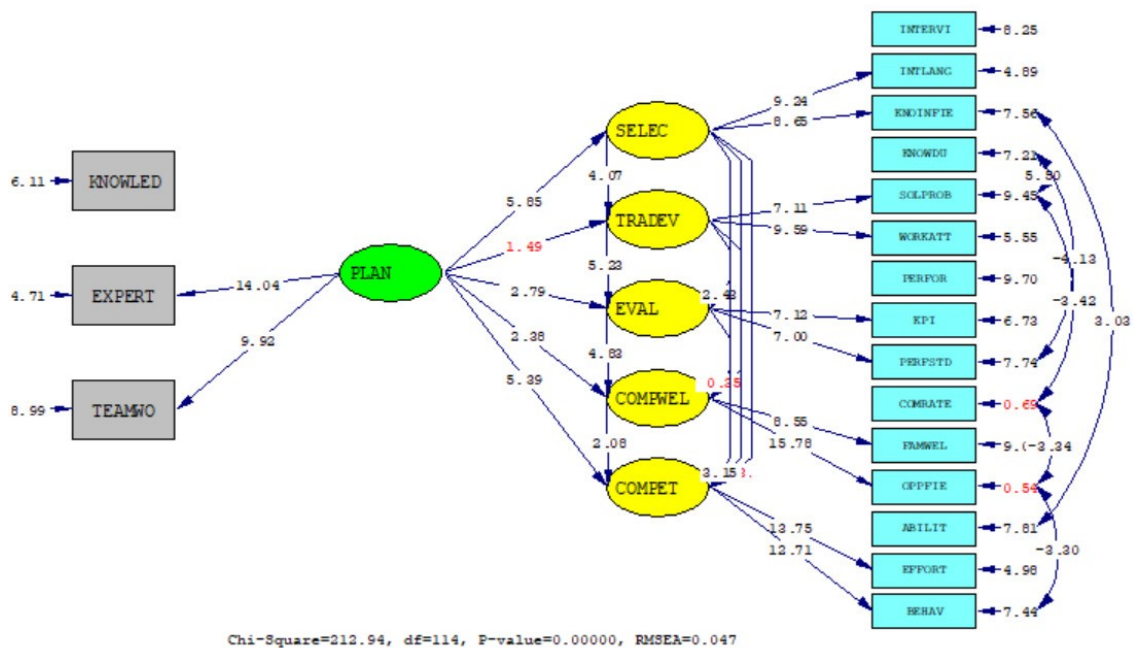 INTERVI
8.25
INTLANG
4.89
9.24
KNOINFIE
7.56
8.65
SELEC
KNOWDU
7.21
6.11
KNOWLED
4.07
5.80
5.85
SOLPROB
9.45
7.11
TRADEV
9.59
WORKATT
5.55
1.49
-4.13
PLAN
5.23
PERFOR
9.70
14.04
4.71
EXPERT
2.79
2.42
-3.42
EVAL
7.12
KPI
6.73
3.03
2.38
7.00
9.92
4.83
PERFSTD
7.74
5.39
0.35
COMPWEL
COMRATE
0.69
8.99
TEAMWO
8.55
2.08
15.78
FAMWEL
-3.34
3.15
COMPET
OPPFIE
0.54
13.75
ABILIT
7.81
12.71
-3.30
EFFORT
4.98
BEHAV
7.44
Chi-Square=212.94, df=114, P-value=0.00000, RMSEA=0.047